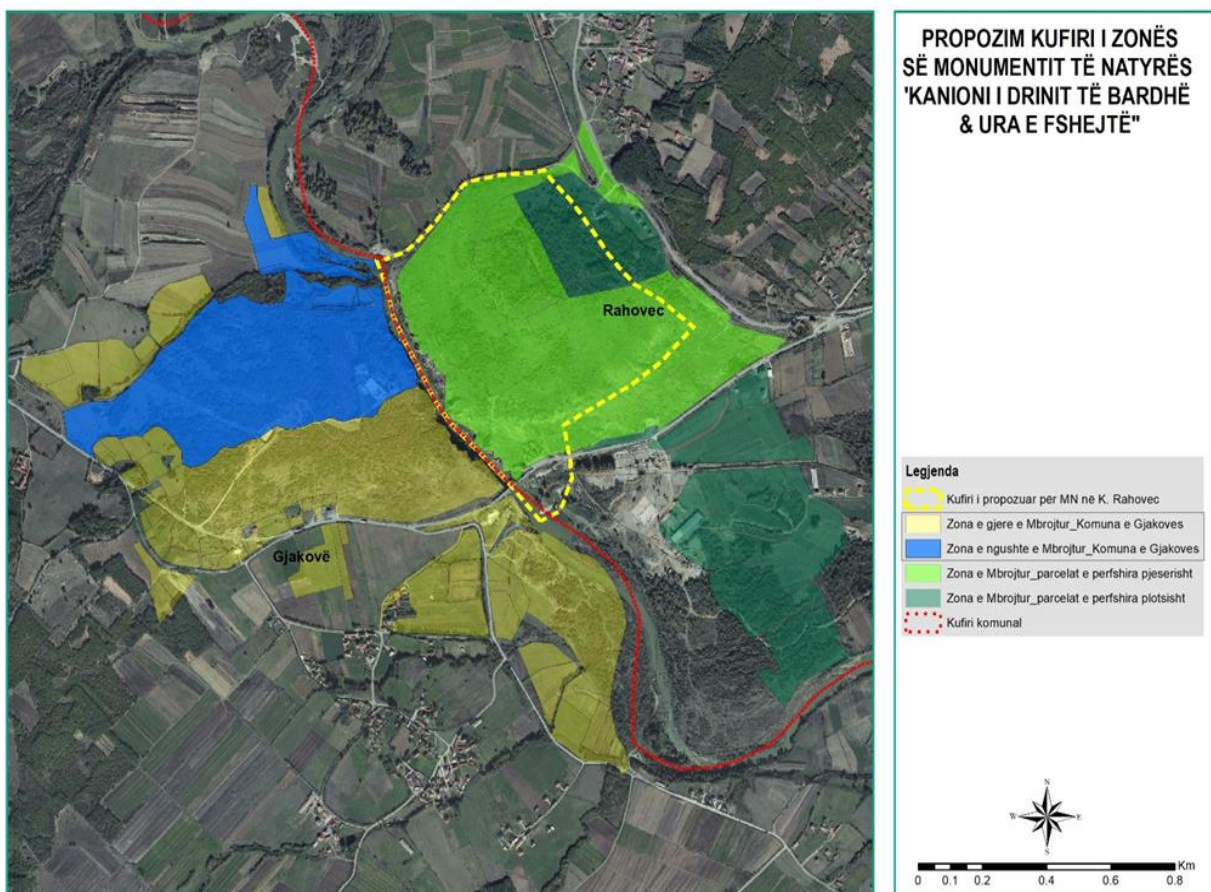 PROPOZIM KUFIRI I ZONËS
SË MONUMENTIT TË NATYRËS
'KANIONI I DRINIT TË BARDHË
& URA E FSHEJTË"
Rahovec
Gjakovë
Legjenda
Kufiri i propozuar për MN në K. Rahovec
Zona e gjere e Mbrojtur_Komuna e Gjakoves
Zona e ngushte e Mbrojtur_Komuna e Gjakoves
Zona e Mbrojtur_parcelat e perfshira pjeserisht
Zona e Mbrojtur_parcelat e perfshira plotsisht
Kufiri komunal
N
W E
S
Km
0 0.2 0.4 0.6 0.8